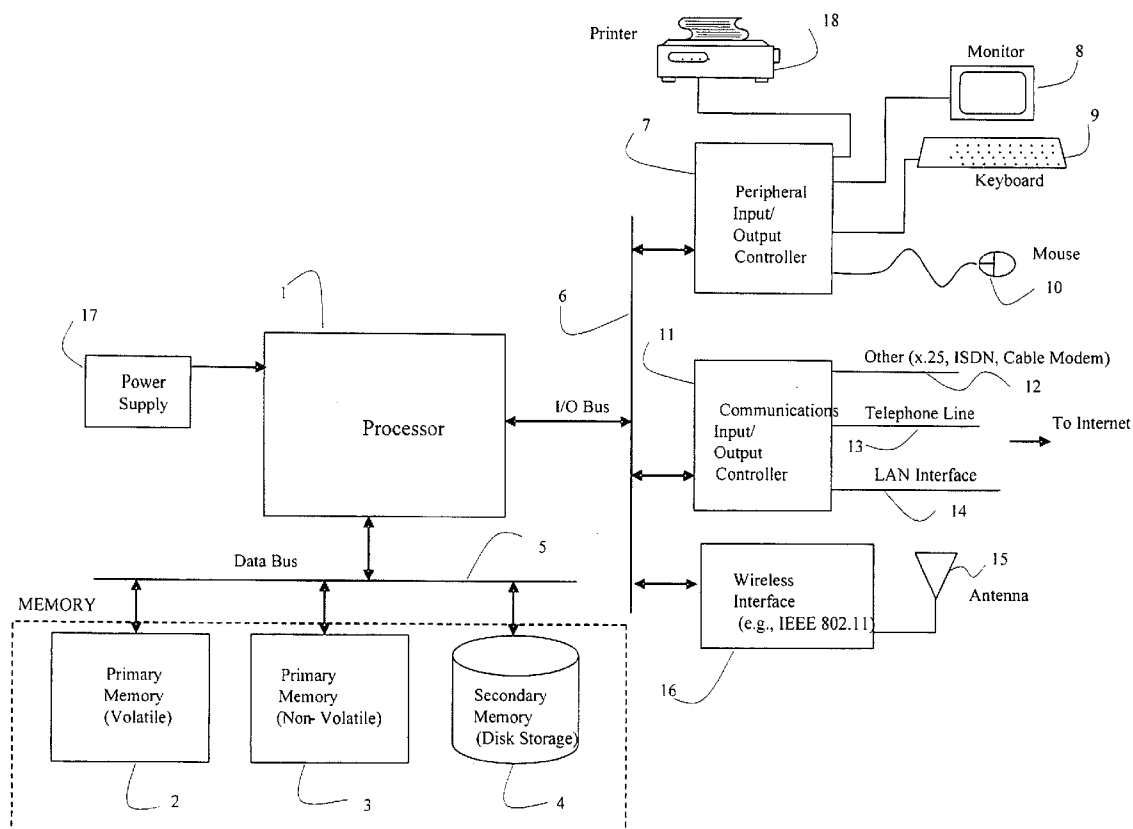 18
Printer
Monitor
8
9
7
Keyboard
Peripheral
Input/
Output
Controller
Mouse
10
1
6
17
11
Power
Supply
Processor
I/O Bus
Other (x.25, ISDN, Cable Modem)
12
Communications
Input/
Output
Controller
Telephone Line
13
To Internet
LAN Interface
14
Data Bus
5
Wireless
Interface
(e.g., IEEE 802.11)
15
Antenna
16
MEMORY
Primary
Memory
(Volatile)
Primary
Memory
(Non-Volatile)
Secondary
Memory
(Disk Storage)
2
3
4